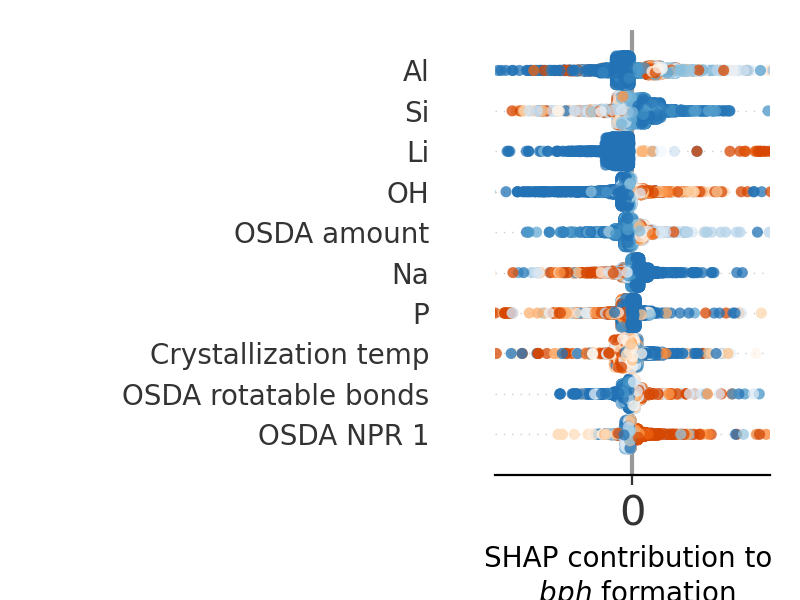 Al
Si
Li
OH
OSDA amount
Na
P
Crystallization temp
OSDA rotatable bonds
OSDA NPR 1
0
SHAP contribution to
bph formation